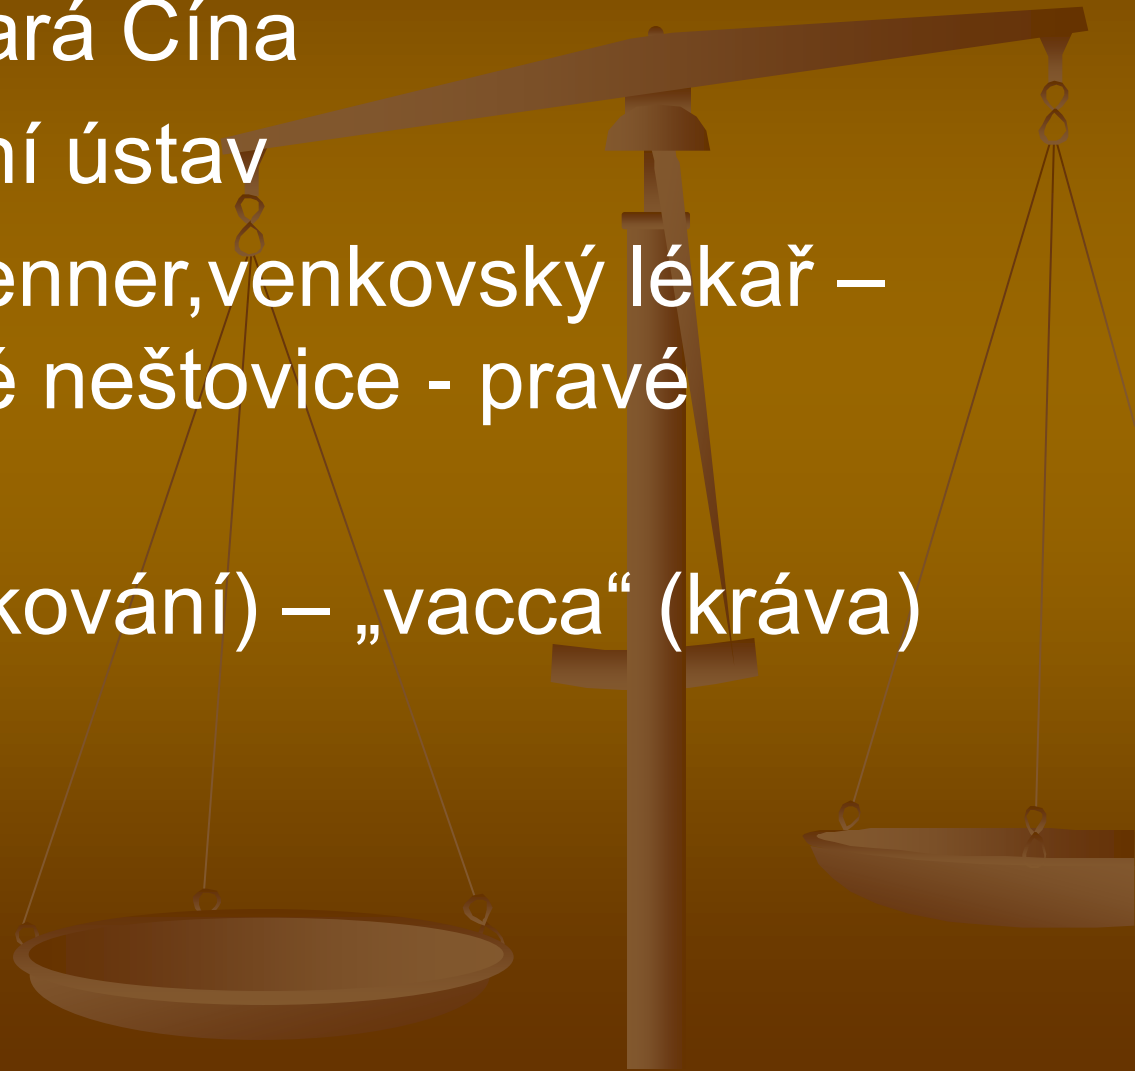 ará Cína
ní ústav
enner,venkovský lékař –
é neštovice - pravé
kování) – „vacca“ (kráva)